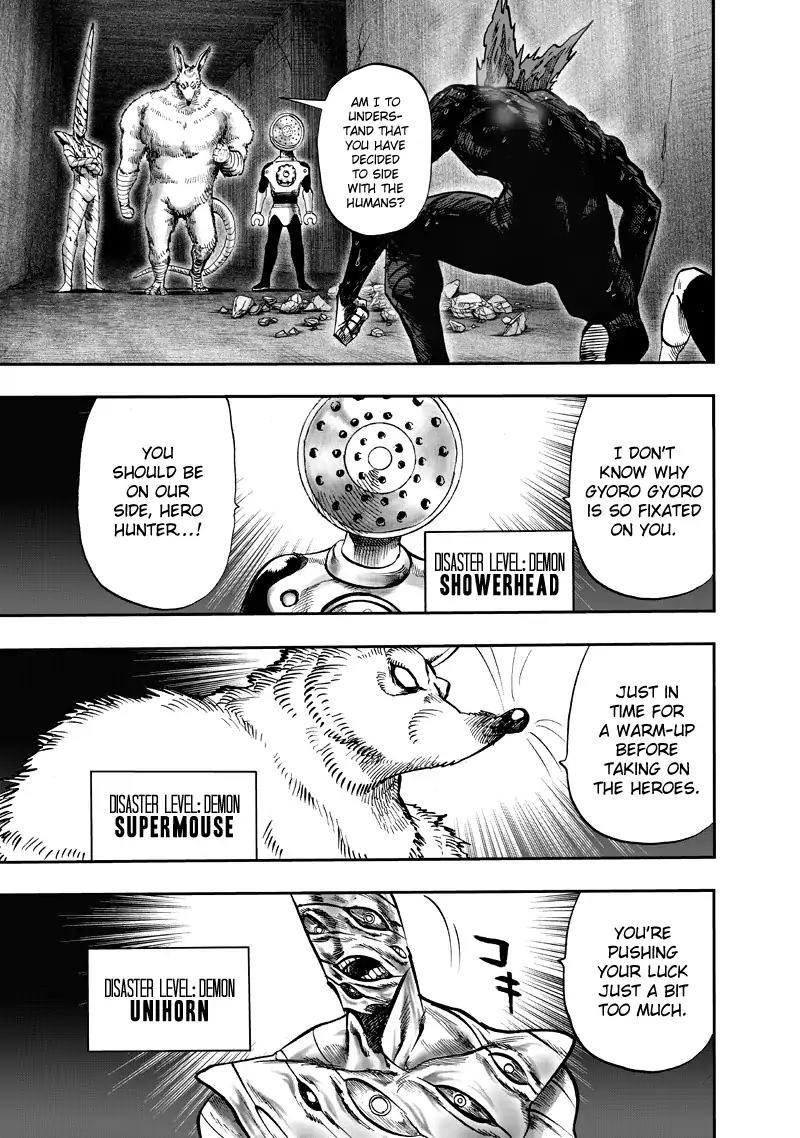 AM I TO
UNDER-
STAND THAT
YOU HAVE
DECIDED
TO SIDE
WITH THE
HUMANS?
I DON'T
KNOW WHY
GYORO GYORO
IS SO FIXATED
ON YOU.
YOU
SHOULD BE
ON OUR
SIDE, HERO
HUNTER...!
DISASTER LEVEL: DEMON
SHOWERHEAD
JUST IN
TIME FOR
A WARM-UP
BEFORE
TAKING ON
THE HEROES.
DISASTER LEVEL: DEMON
SUPERMOUSE
YOU'RE
PUSHING
YOUR LUCK
JUST A BIT
TOO MUCH.
コキ
DISASTER LEVEL: DEMON
UNIHORN